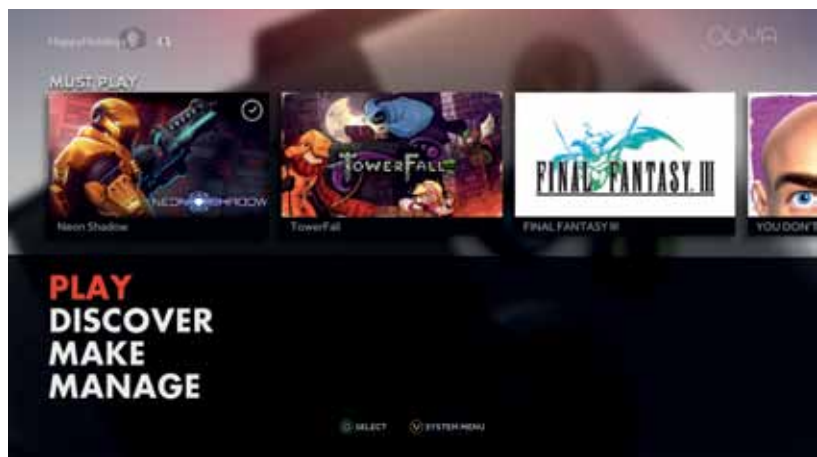 OUYA
MUST PLAY
NEON SHADOW
TOWERFALL
FINAL FANTASY III
Neon Shadow
TowerFall
FINAL FANTASY III
YOU DON'T
PLAY
DISCOVER
MAKE
MANAGE
O SELECT
Y SYSTEM MENU